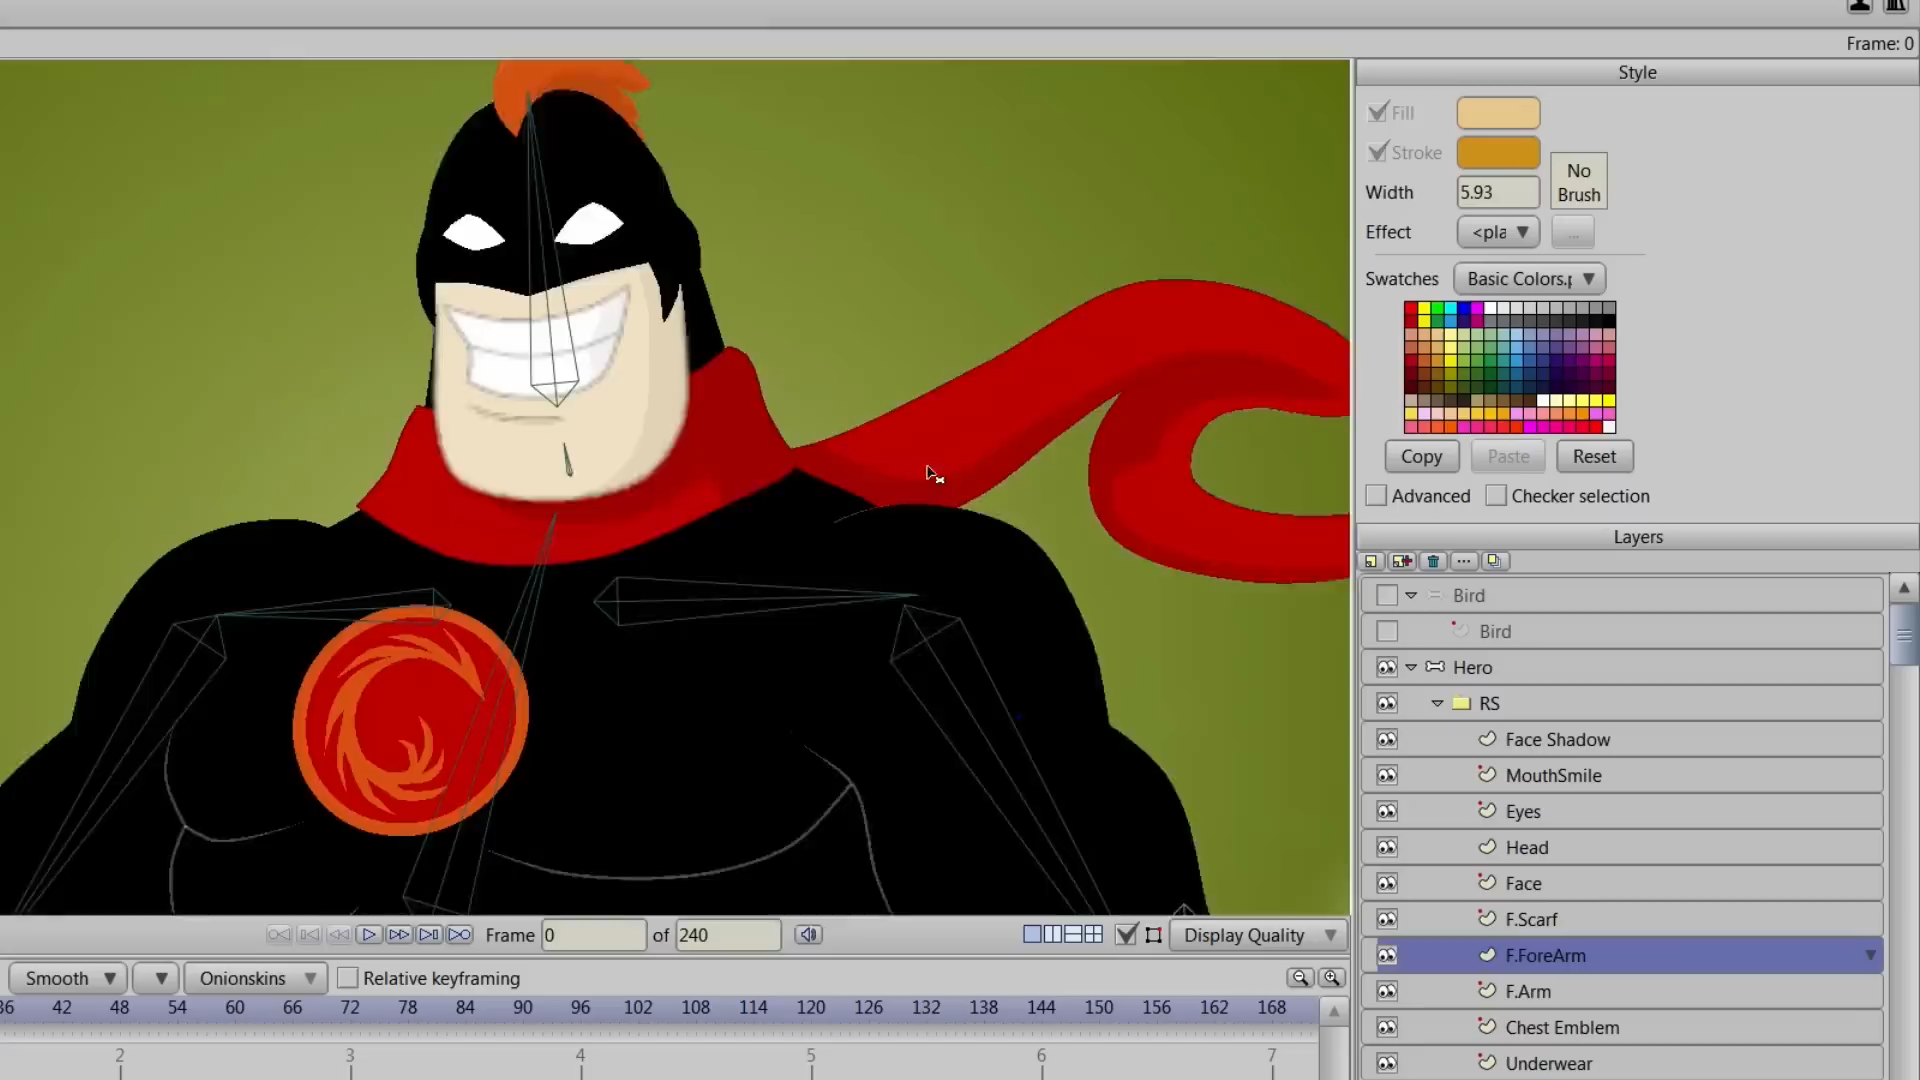 Frame: 0
Style
Fill
Stroke
No
Brush
Width 5.93
Effect <pla ...
Swatches Basic Colors.p
Copy Paste Reset
Advanced Checker selection
Layers
Bird
Bird
Hero
RS
Face Shadow
MouthSmile
Eyes
Head
Face
F.Scarf
F.ForeArm
F.Arm
Chest Emblem
Underwear
Frame 0 of 240 Display Quality
Smooth Onionskins Relative keyframing
36 42 48 54 60 66 72 78 84 90 96 102 108 114 120 126 132 138 144 150 156 162 168
2 3 4 5 6 7